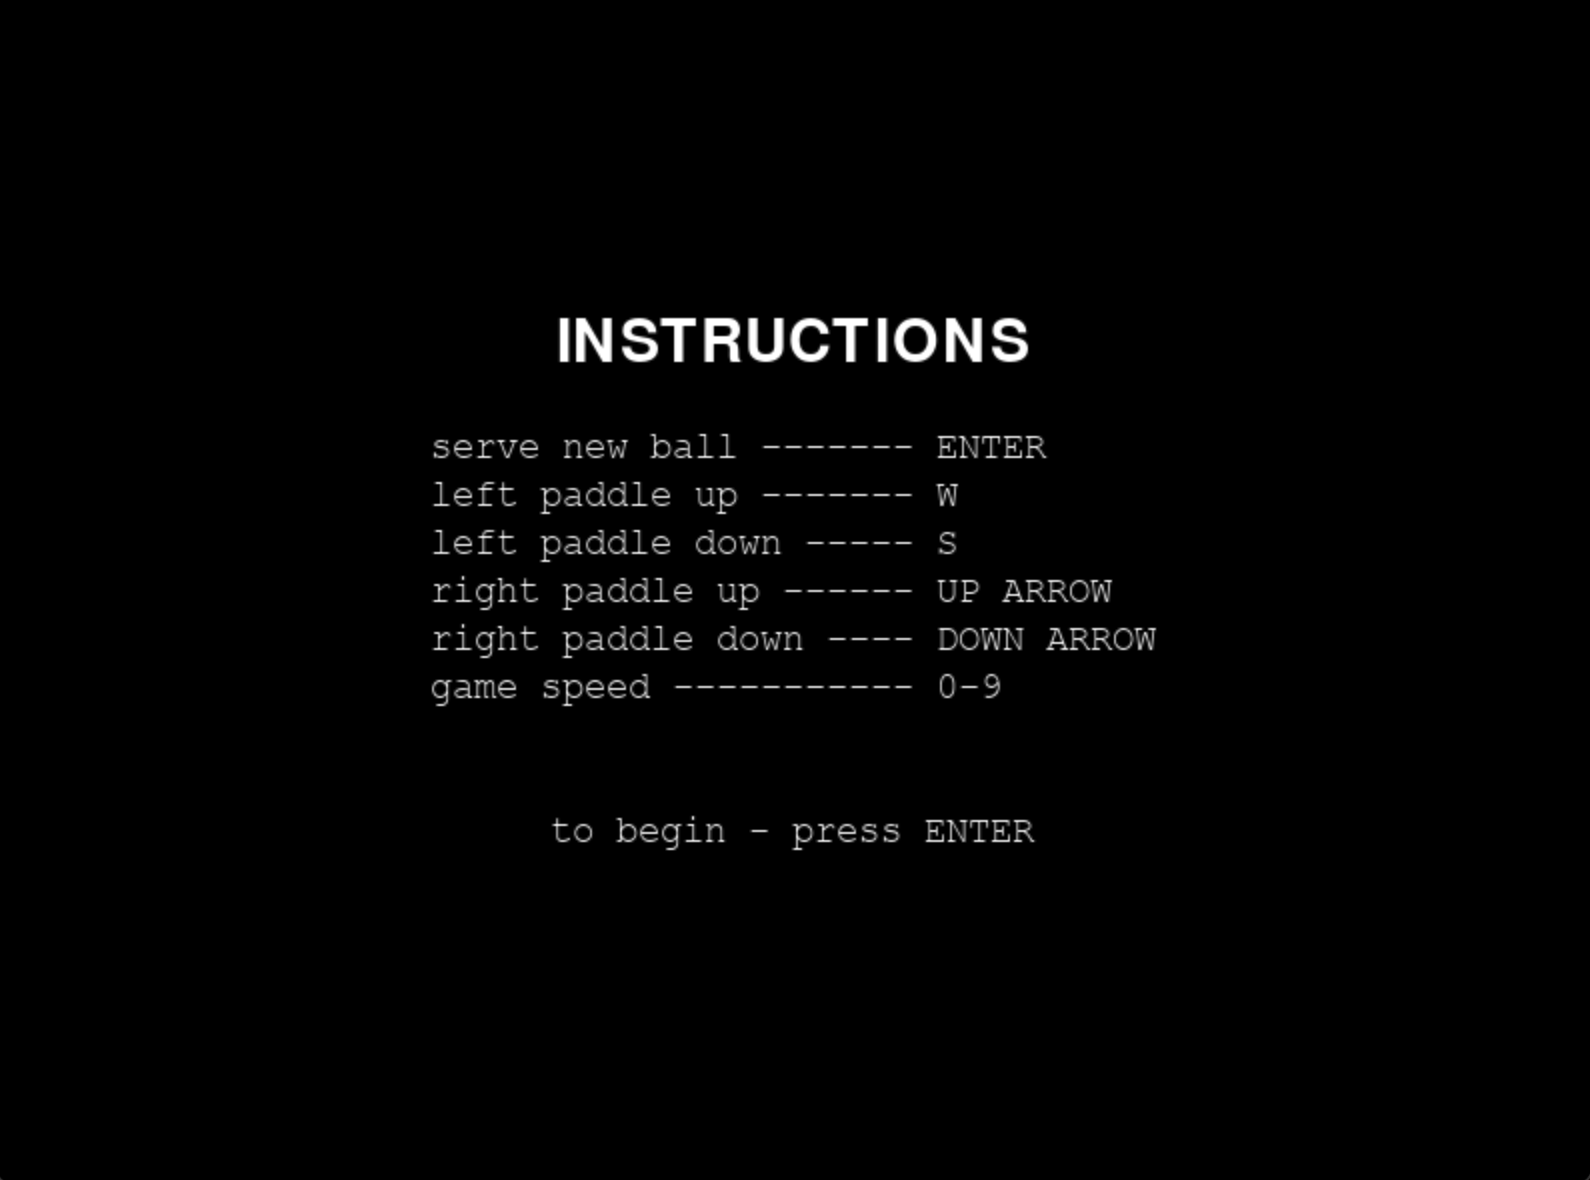 INSTRUCTIONS
serve new ball ------- ENTER
left paddle up ------- W
left paddle down ----- S
right paddle up ------ UP ARROW
right paddle down ---- DOWN ARROW
game speed ----------- 0-9
to begin - press ENTER